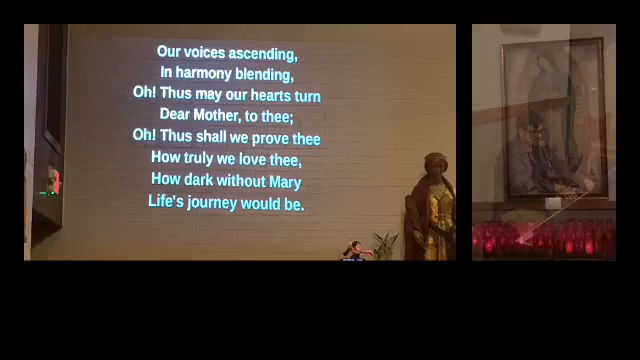 Our voices ascending,
In harmony blending,
Oh! Thus may our hearts turn
Dear Mother, to thee;
Oh! Thus shall we prove thee
How truly we love thee,
How dark without Mary
Life's journey would be.